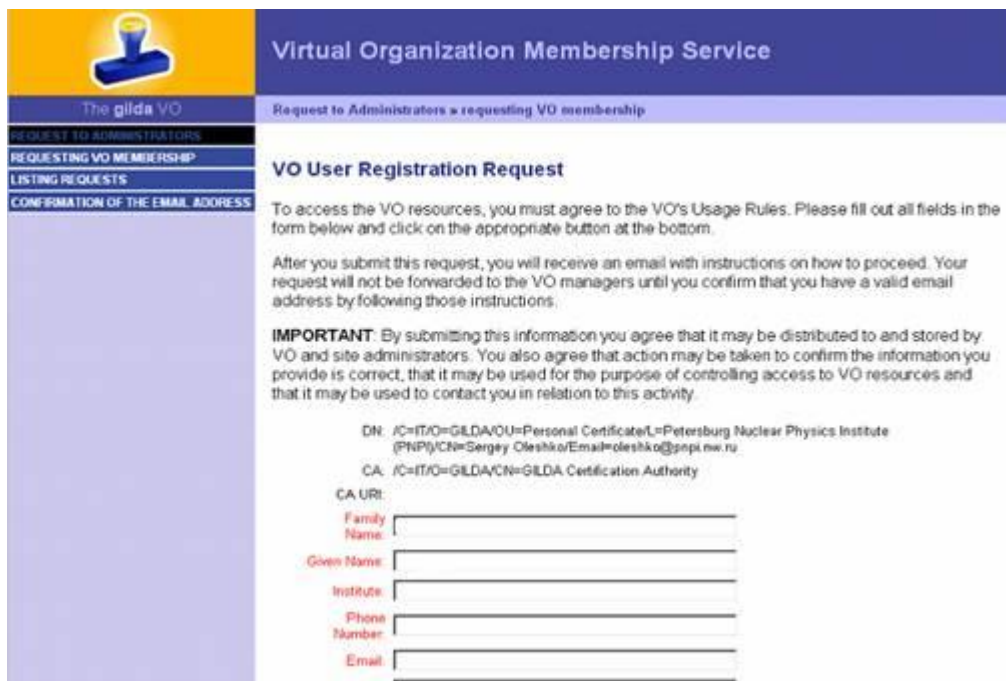 Virtual Organization Membership Service
The gilda VO
Request to Administrators » requesting VO membership
REQUEST TO ADMINISTRATORS
REQUESTING VO MEMBERSHIP
LISTING REQUESTS
CONFIRMATION OF THE EMAIL ADDRESS
VO User Registration Request
To access the VO resources, you must agree to the VO's Usage Rules. Please fill out all fields in the
form below and click on the appropriate button at the bottom.
After you submit this request, you will receive an email with instructions on how to proceed. Your
request will not be forwarded to the VO managers until you confirm that you have a valid email
address by following those instructions.
IMPORTANT: By submitting this information you agree that it may be distributed to and stored by
VO and site administrators. You also agree that action may be taken to confirm the information you
provide is correct, that it may be used for the purpose of controlling access to VO resources and
that it may be used to contact you in relation to this activity.
DN: /C=IT/O=GILDA/OU=Personal Certificate/L=Petersburg Nuclear Physics Institute
(PNPI)/CN=Sergey Oleshko/Email=oleshko@pnpi.nw.ru
CA: /C=IT/O=GILDA/CN=GILDA Certification Authority
CA URI:
Family
Name:
Given Name:
Institute:
Phone
Number:
Email: